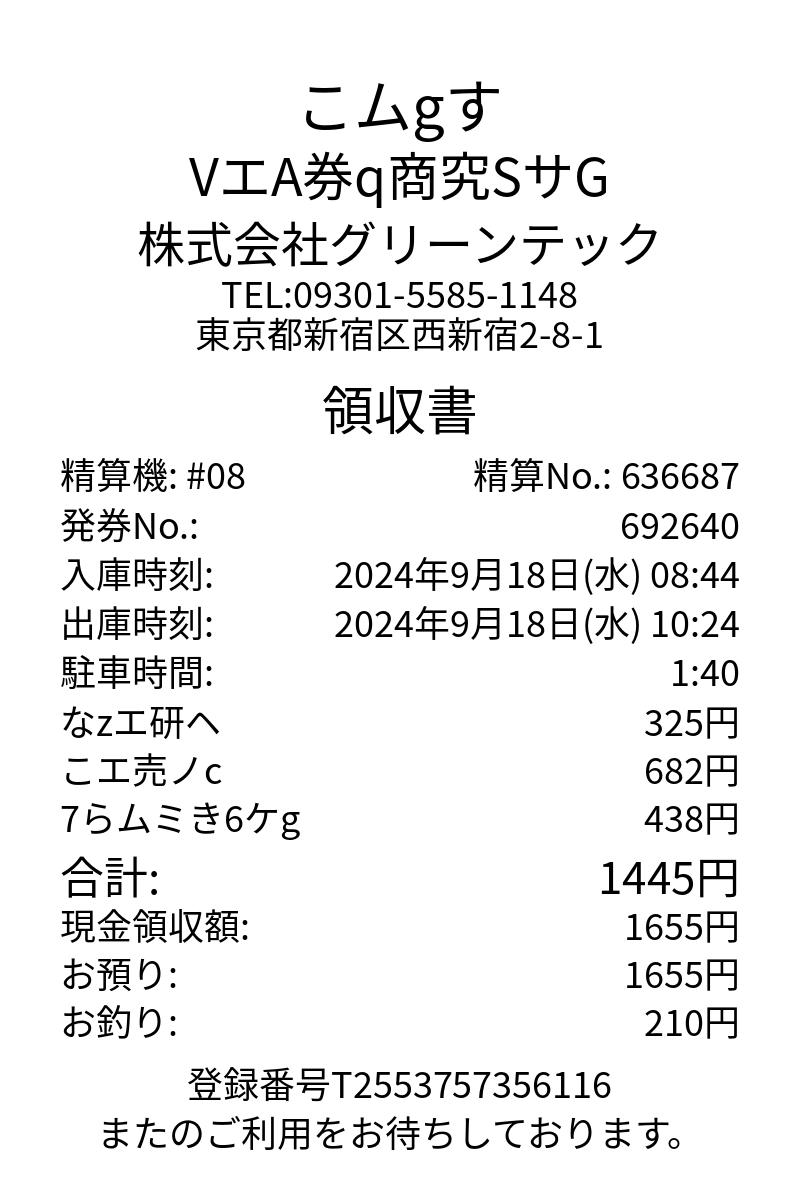 こムgす
VエA券q商究SサG
株式会社グリーンテック
TEL:09301-5585-1148
東京都新宿区西新宿2-8-1
領収書
精算機: #08 精算No.: 636687
発券No.: 692640
入庫時刻: 2024年9月18日(水) 08:44
出庫時刻: 2024年9月18日(水) 10:24
駐車時間: 1:40
なzエ研ヘ 325円
こエ売ノc 682円
7らムミき6ケg 438円
合計: 1445円
現金領収額: 1655円
お預り: 1655円
お釣り: 210円
登録番号T2553757356116
またのご利用をお待ちしております。